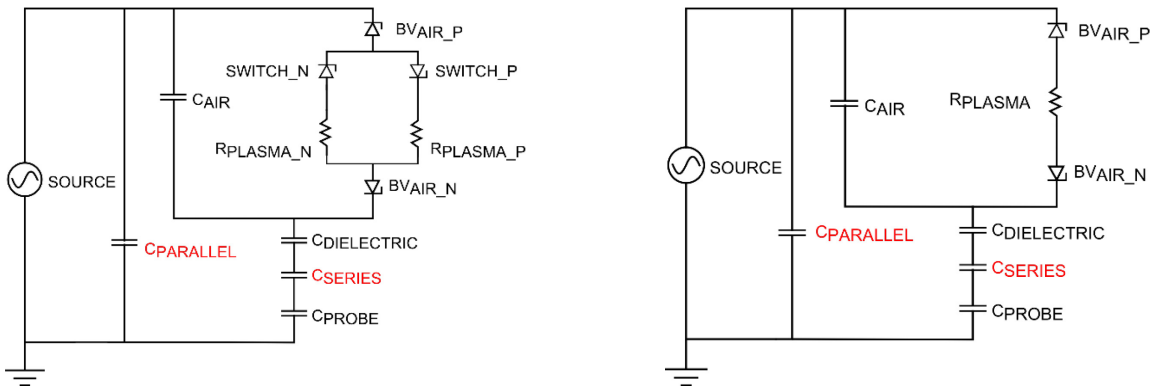 BVAIR_P
SWITCH_N
SWITCH_P
CAIR
RPLASMA_N
RPLASMA_P
SOURCE
BVAIR_N
CDIELECTRIC
CPARALLEL
CSERIES
CPROBE
BVAIR_P
RPLASMA
CAIR
SOURCE
BVAIR_N
CPARALLEL
CDIELECTRIC
CSERIES
CPROBE